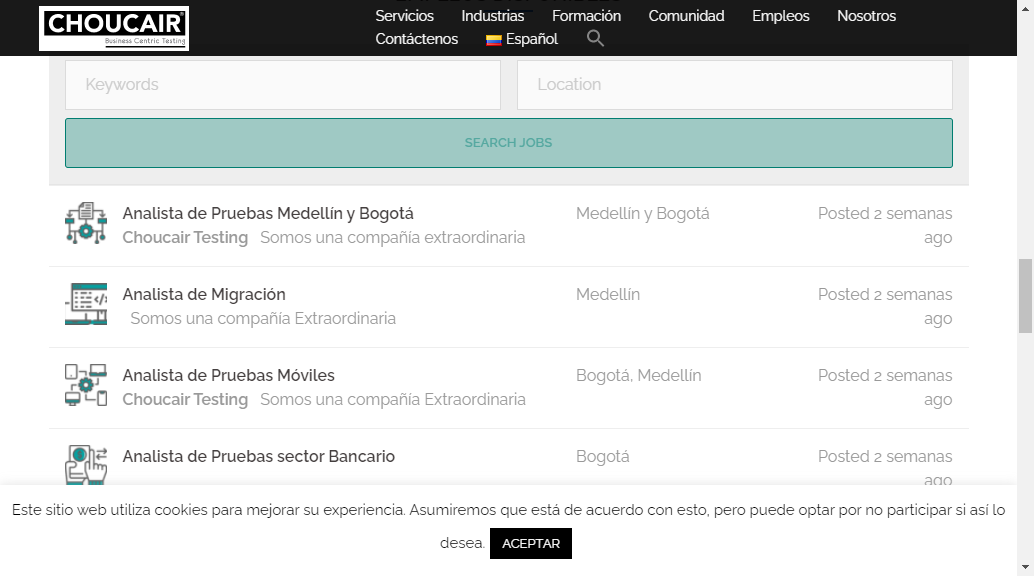 CHOUCAIR
Business Centric Testing
Servicios Industrias Formación Comunidad Empleos Nosotros
Contáctenos Español
Keywords Location
SEARCH JOBS
Analista de Pruebas Medellín y Bogotá Medellín y Bogotá Posted 2 semanas
Choucair Testing Somos una compañía extraordinaria ago
Analista de Migración Medellín Posted 2 semanas
Somos una compañía Extraordinaria ago
Analista de Pruebas Móviles Bogotá, Medellín Posted 2 semanas
Choucair Testing Somos una compañía Extraordinaria ago
Analista de Pruebas sector Bancario Bogotá Posted 2 semanas
ago
Este sitio web utiliza cookies para mejorar su experiencia. Asumiremos que está de acuerdo con esto, pero puede optar por no participar si así lo
desea. ACEPTAR